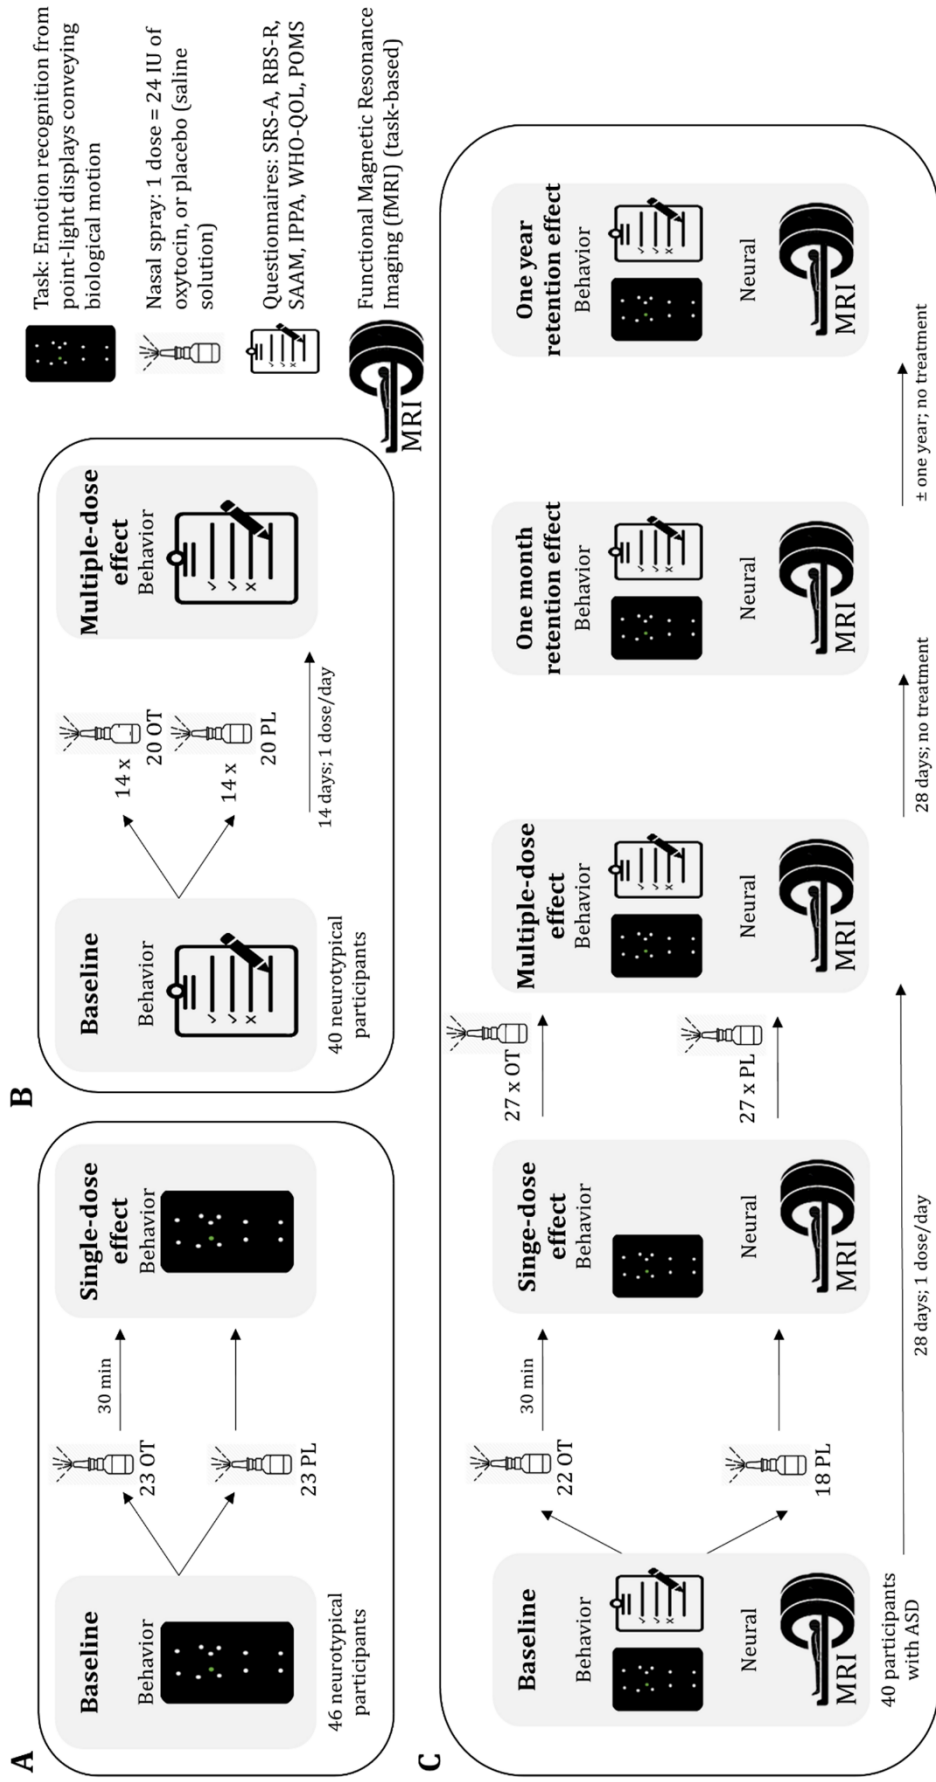 A
Baseline
Behavior
46 neurotypical
participants
23 OT
23 PL
30 min
Single-dose
effect
Behavior
B
Baseline
Behavior
40 neurotypical
participants
14 x
20 OT
14 x
20 PL
14 days; 1 dose/day
Multiple-dose
effect
Behavior
Task: Emotion recognition from
point-light displays conveying
biological motion
Nasal spray: 1 dose = 24 IU of
oxytocin, or placebo (saline
solution)
Questionnaires: SRS-A, RBS-R,
SAAM, IPPA, WHO-QOL, POMS
MRI
Functional Magnetic Resonance
Imaging (fMRI) (task-based)
C
Baseline
Behavior
Neural
MRI
40 participants
with ASD
22 OT
18 PL
30 min
Singe-dose
effect
Behavior
Neural
MRI
27 x OT
27 x PL
28 days; 1 dose/day
Multiple-dose
effect
Behavior
Neural
MRI
28 days; no treatment
One month
retention effect
Behavior
Neural
MRI
± one year; no treatment
One year
retention effect
Behavior
Neural
MRI